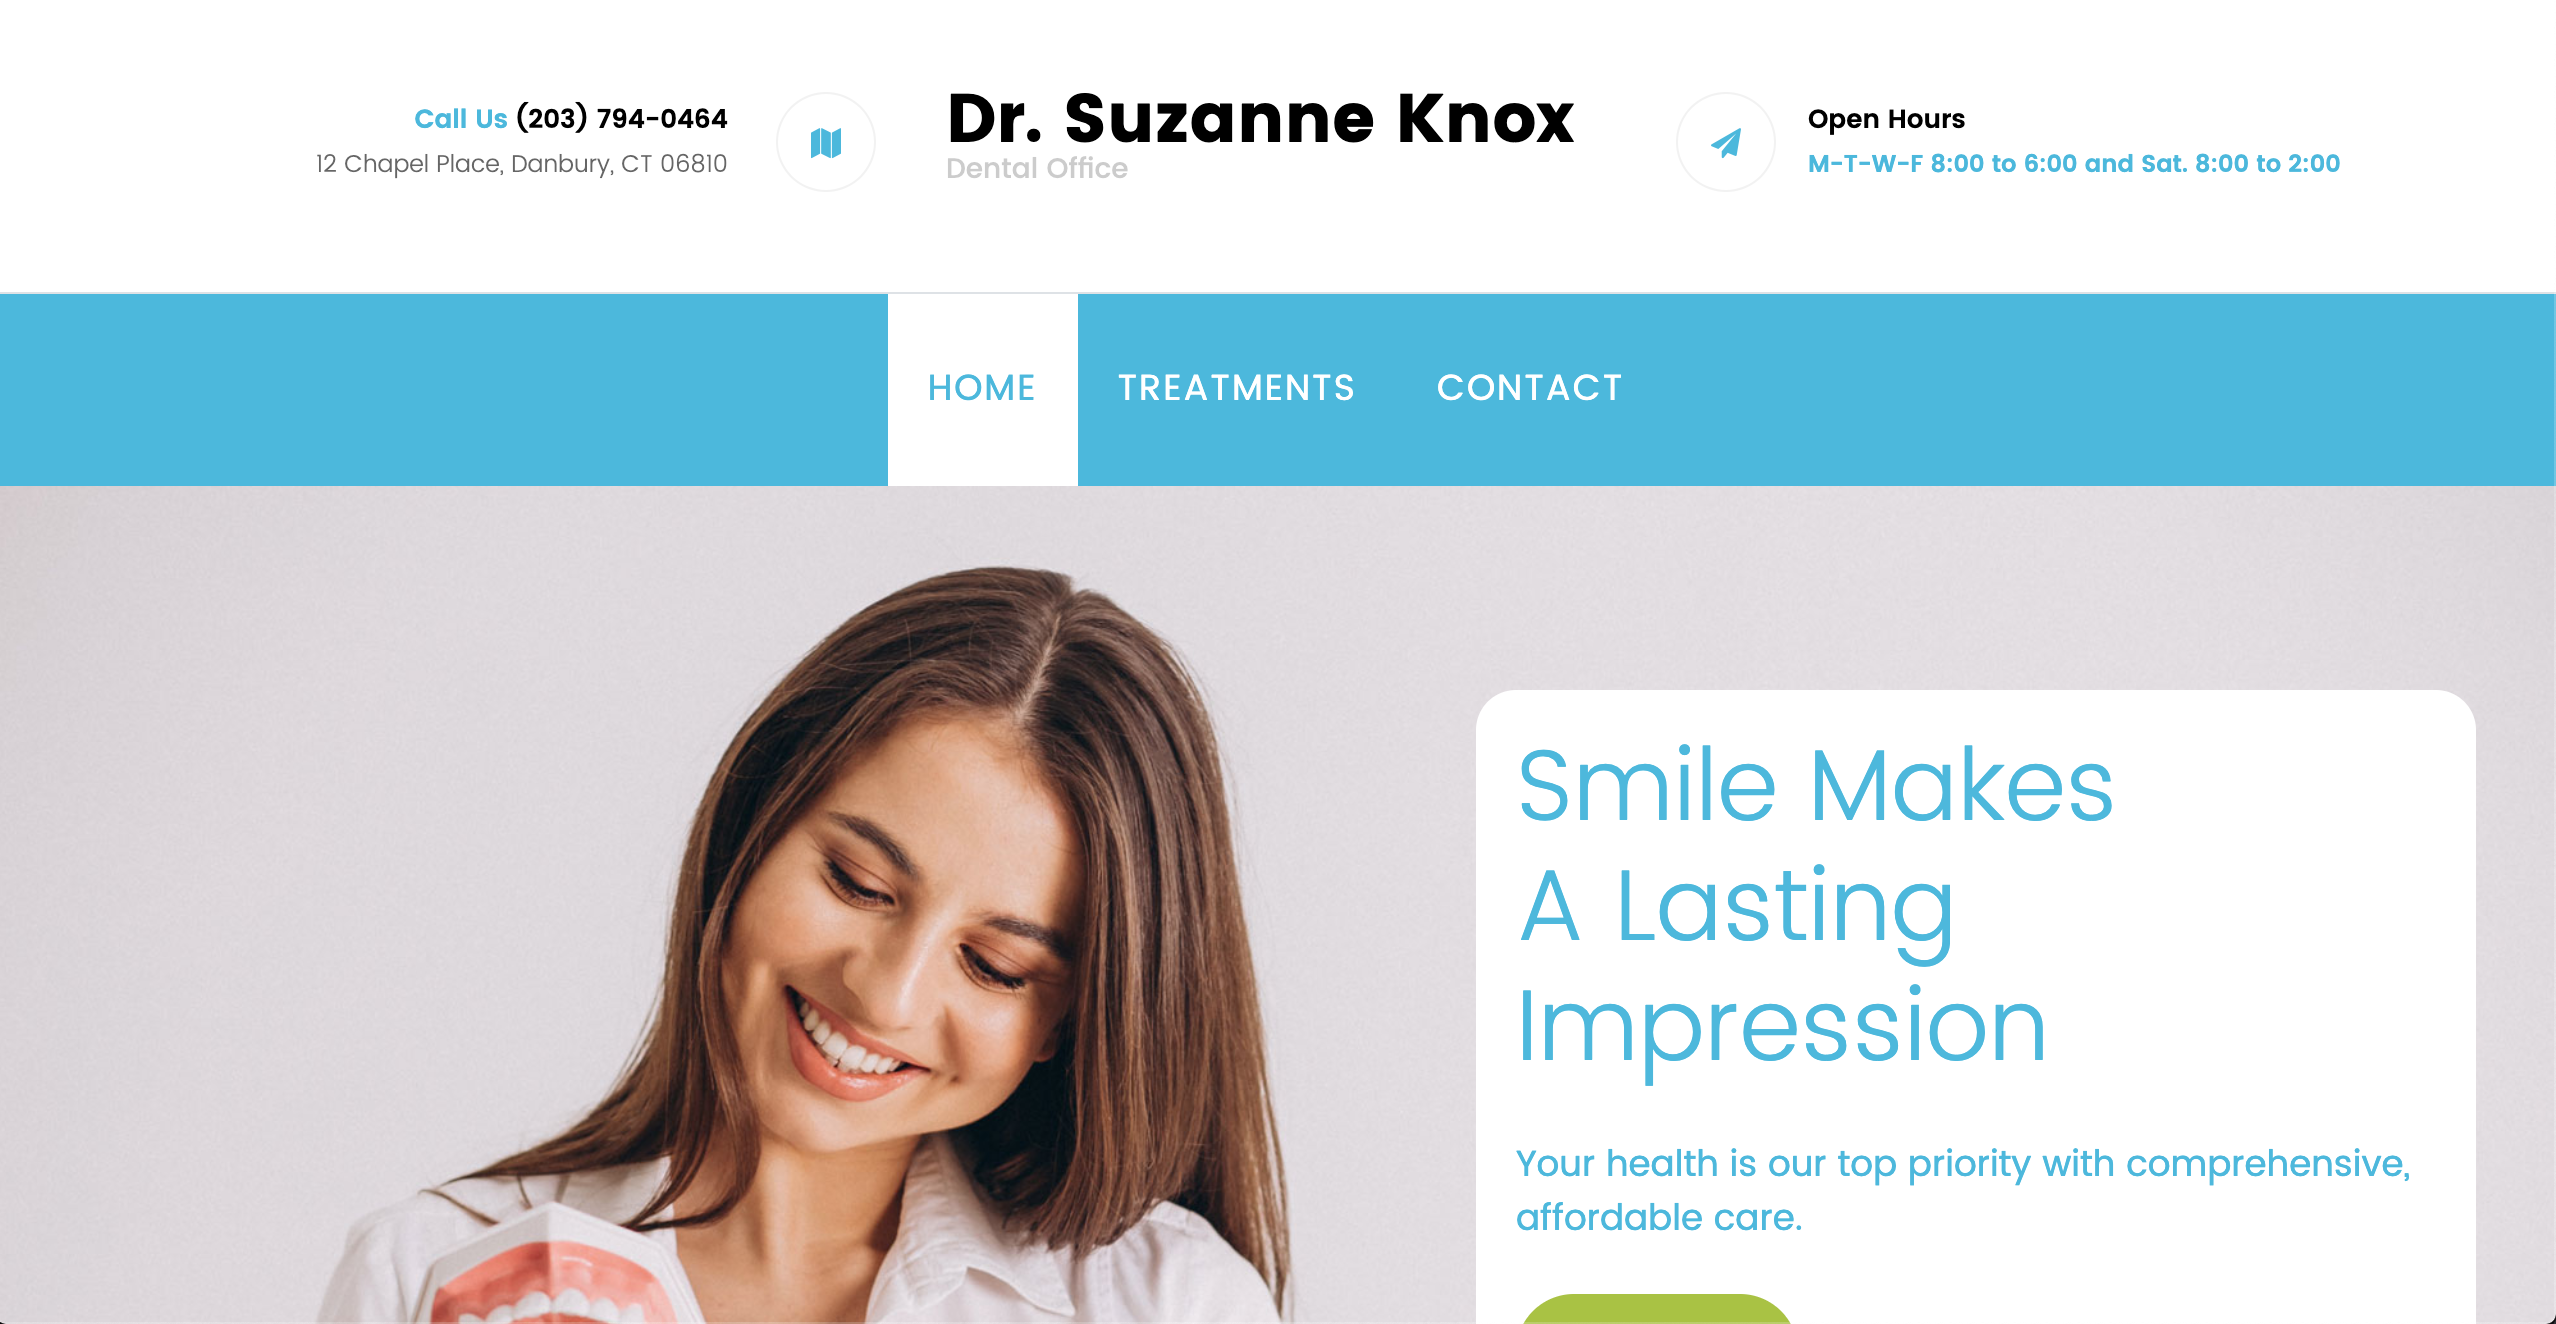 Call Us (203) 794-0464
12 Chapel Place, Danbury, CT 06810
Dr. Suzanne Knox
Dental Office
Open Hours
M-T-W-F 8:00 to 6:00 and Sat. 8:00 to 2:00
HOME TREATMENTS CONTACT
Smile Makes
A Lasting
Impression
Your health is our top priority with comprehensive,
affordable care.